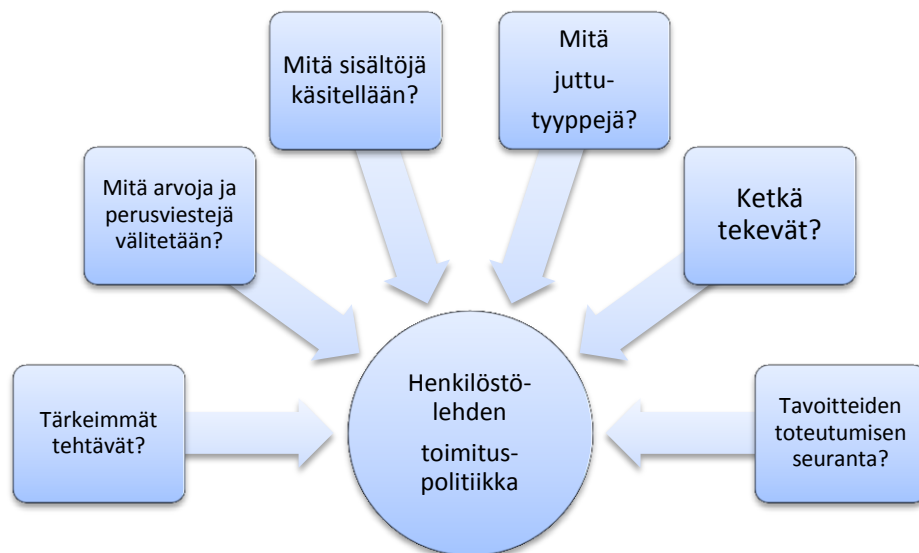 Mitä sisältöjä
käsitellään?
Mitä
juttu-
tyyppejä?
Mitä arvoja ja
perusviestejä
välitetään?
Ketkä
tekevät?
Tärkeimmät
tehtävät?
Henkilöstö-
lehden
toimitus-
politiikka
Tavoitteiden
toteutumisen
seuranta?